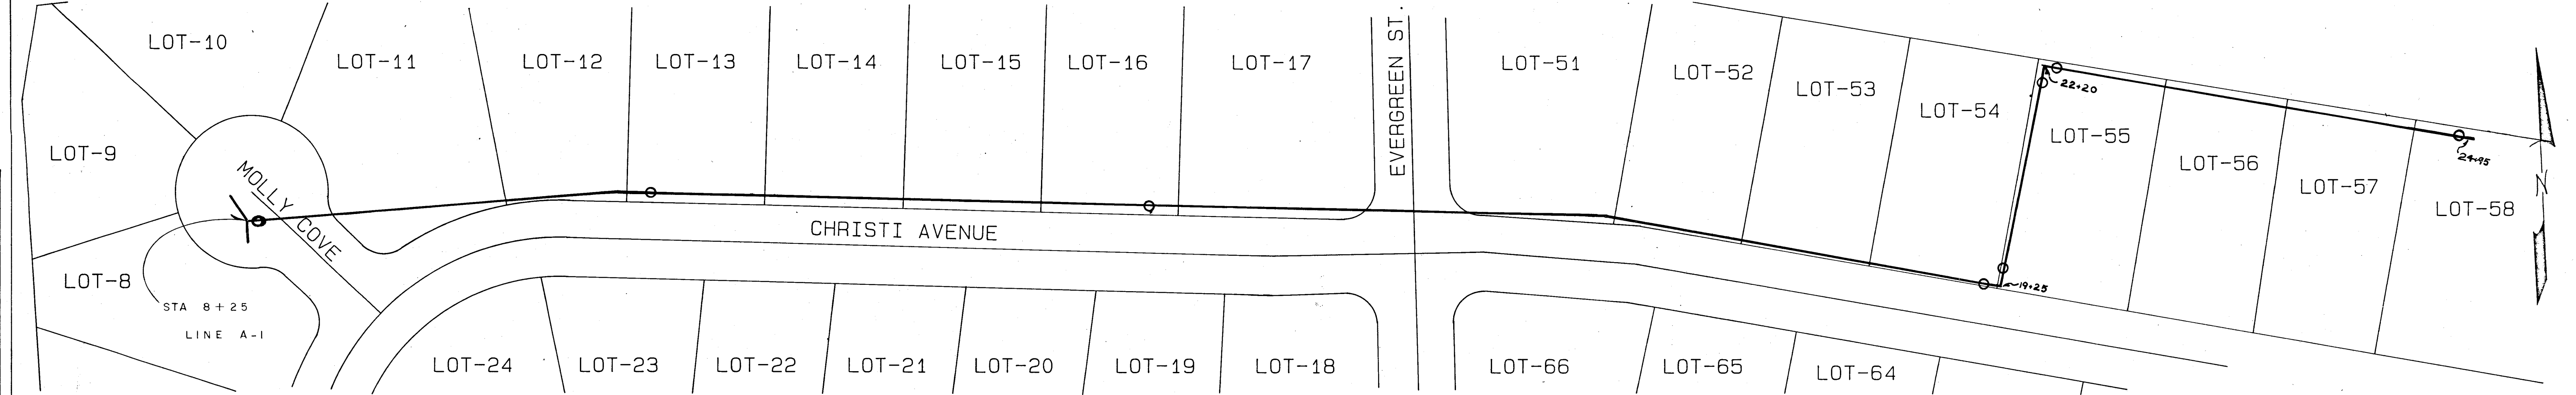 LOT-10
LOT-11
LOT-12
LOT-13
LOT-14
LOT-15
LOT-16
LOT-17
EVERGREEN ST.
LOT-51
LOT-52
LOT-53
LOT-54
22+20
LOT-55
LOT-56
LOT-57
24+95
LOT-58
N
LOT-9
MOLLY COVE
CHRISTI AVENUE
LOT-8
STA 8+25
LINE A-1
19+25
LOT-24
LOT-23
LOT-22
LOT-21
LOT-20
LOT-19
LOT-18
LOT-66
LOT-65
LOT-64